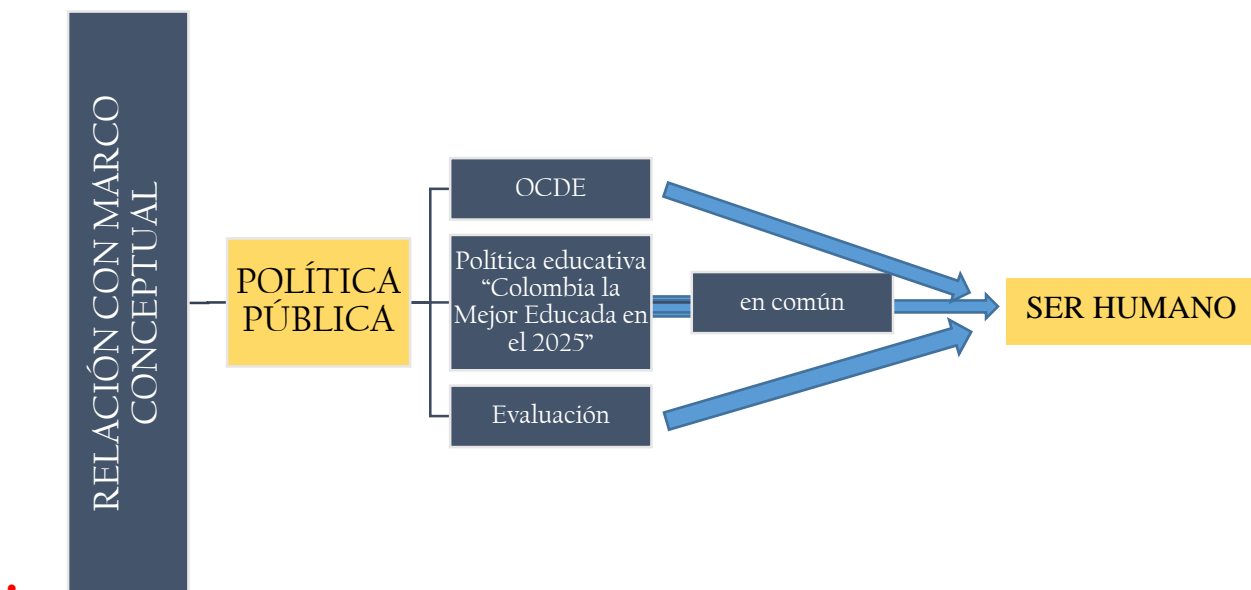 RELACIÓN CON MARCO
CONCEPTUAL
POLÍTICA
PÚBLICA
OCDE
Política educativa
“Colombia la
Mejor Educada en
el 2025”
Evaluación
en común
SER HUMANO